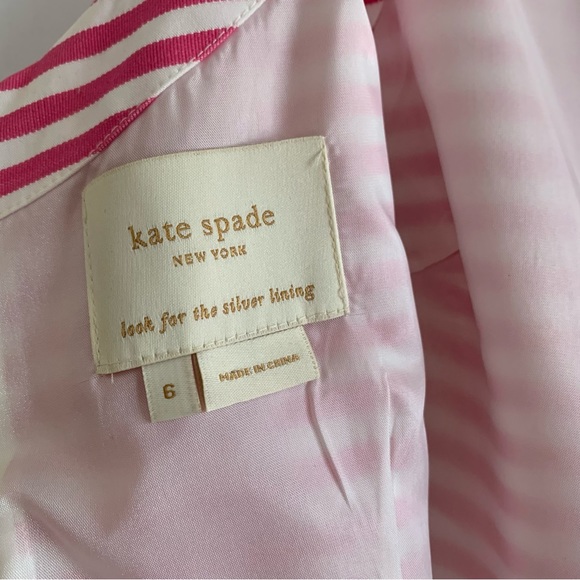 kate spade
NEW YORK
look for the silver lining
6
MADE IN CHINA